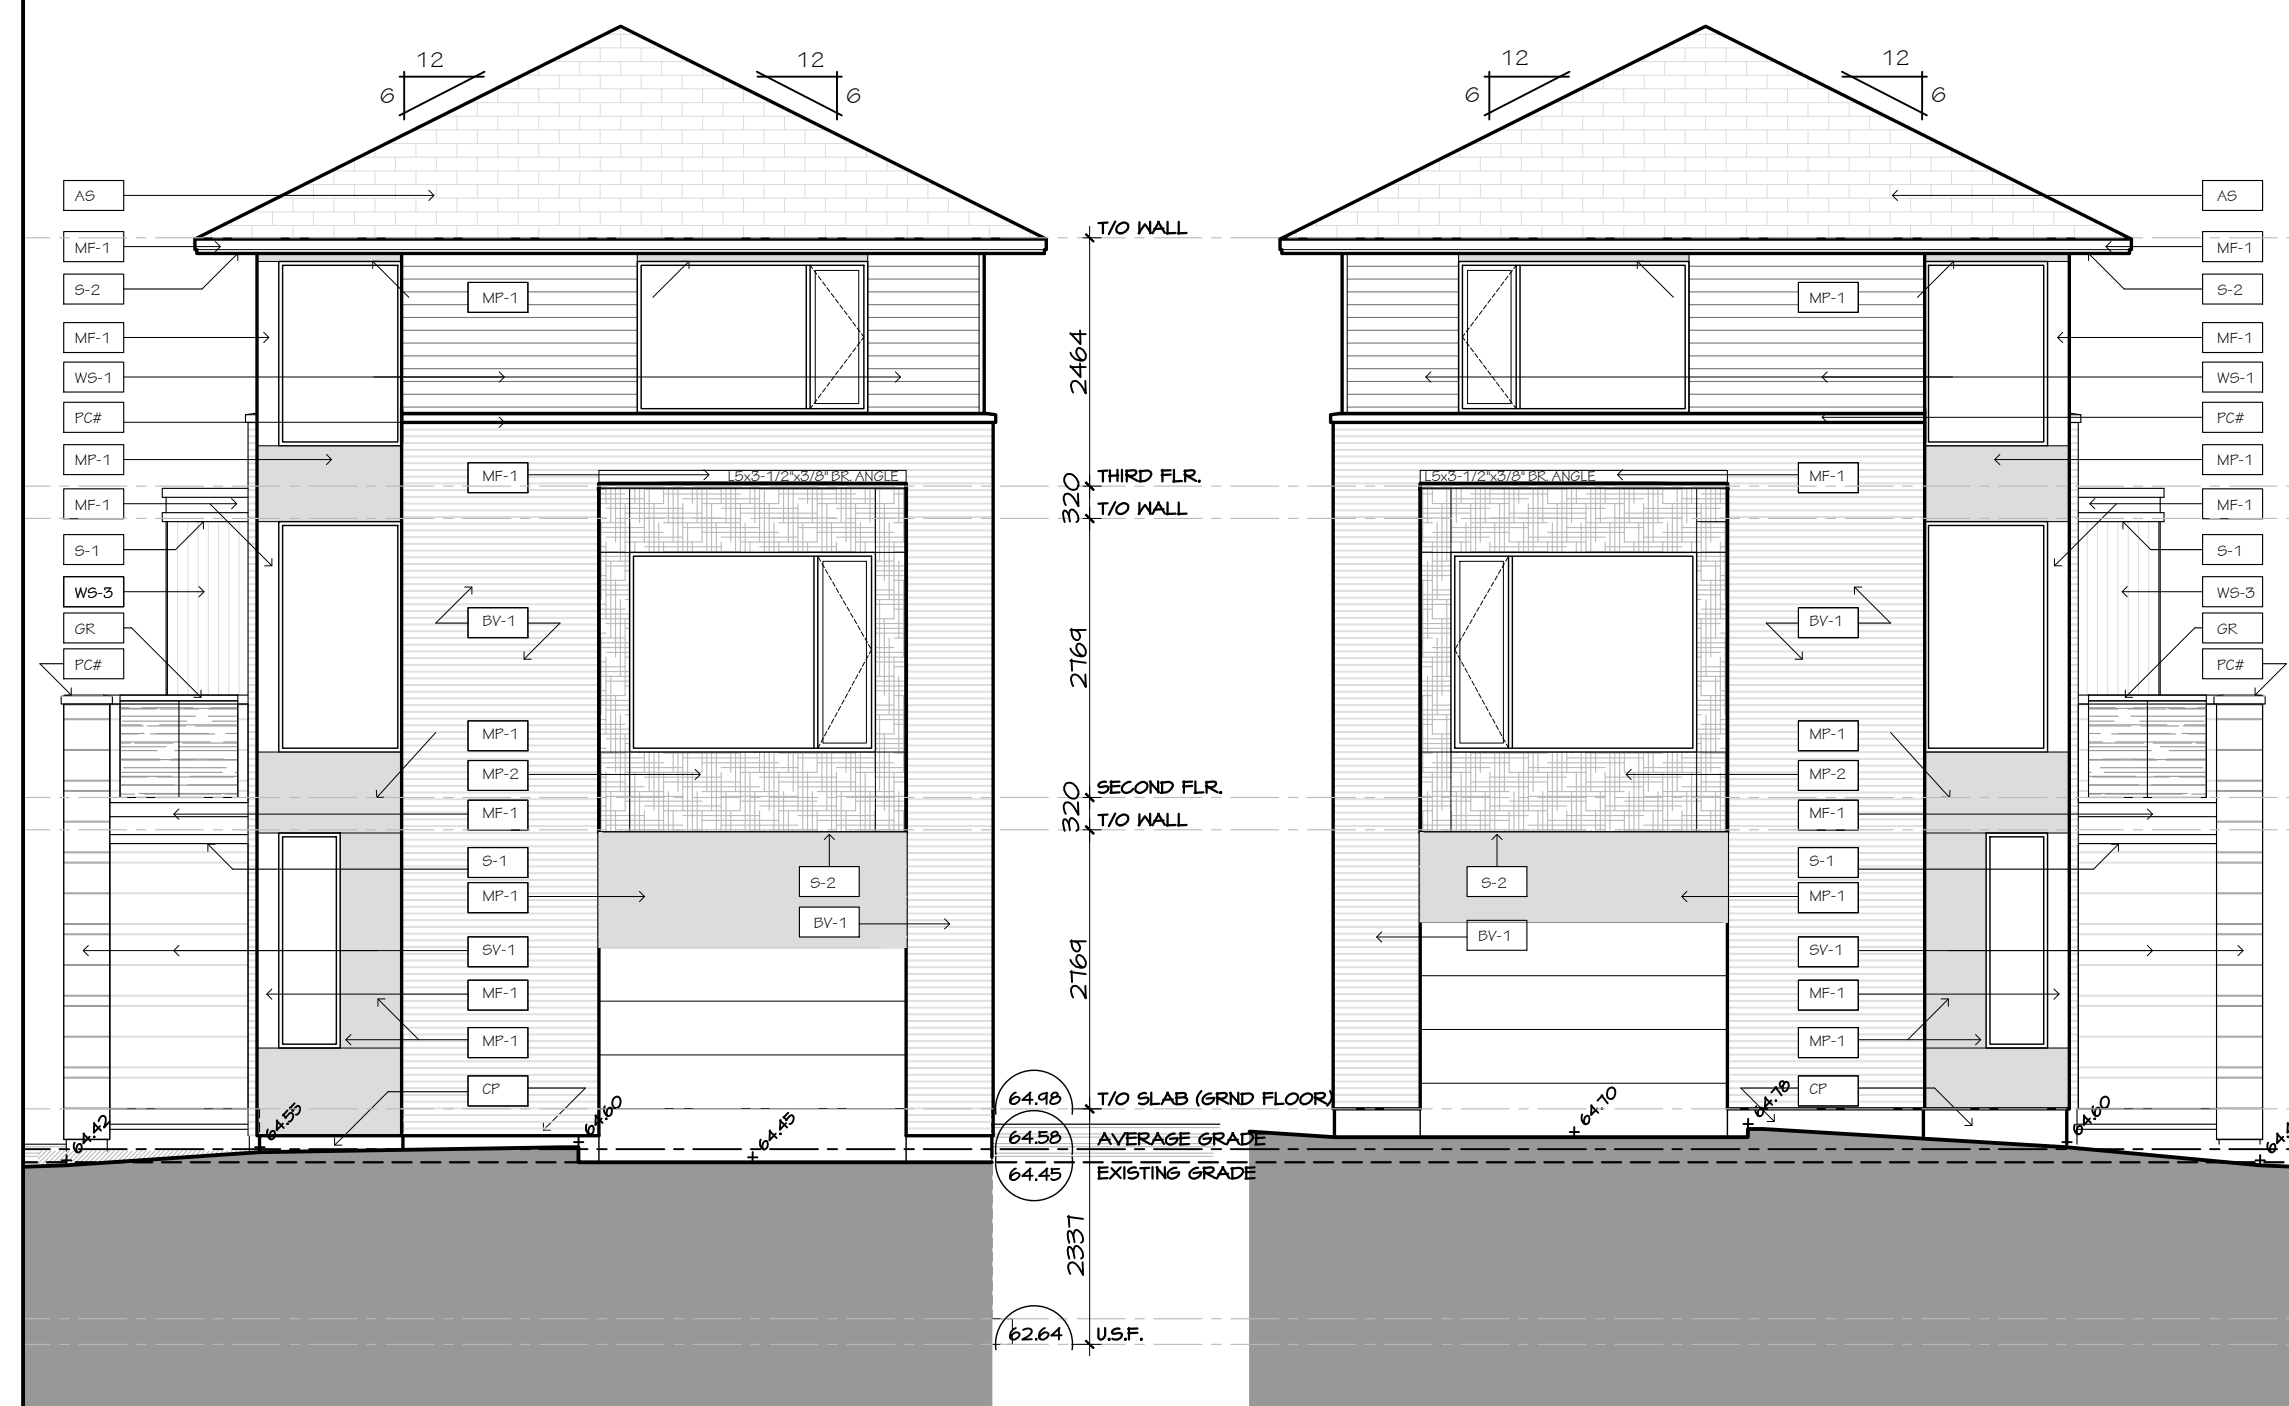 12
6
12
6
12
6
12
6
AS
MF-1
S-2
MF-1
WS-1
PC#
MP-1
MF-1
S-1
WS-3
GR
PC#
MP-1
MF-1
L5x3-1/2"x3/8" BR. ANGLE
BV-1
MP-1
MP-2
MF-1
S-1
MP-1
S-2
BV-1
SV-1
MF-1
MP-1
CP
64.42
64.55
64.60
64.45
T/O WALL
2464
THIRD FLR.
320
T/O WALL
2769
SECOND FLR.
320
T/O WALL
2769
64.98 T/O SLAB (GRND FLOOR)
64.58 AVERAGE GRADE
64.45 EXISTING GRADE
2337
62.64 U.S.F.
MP-1
L5x3-1/2"x3/8" BR. ANGLE
MF-1
BV-1
MP-1
MP-2
MF-1
S-1
S-2
MP-1
BV-1
SV-1
MF-1
MP-1
CP
64.70
64.78
64.60
AS
MF-1
S-2
MF-1
WS-1
PC#
MP-1
MF-1
S-1
WS-3
GR
PC#